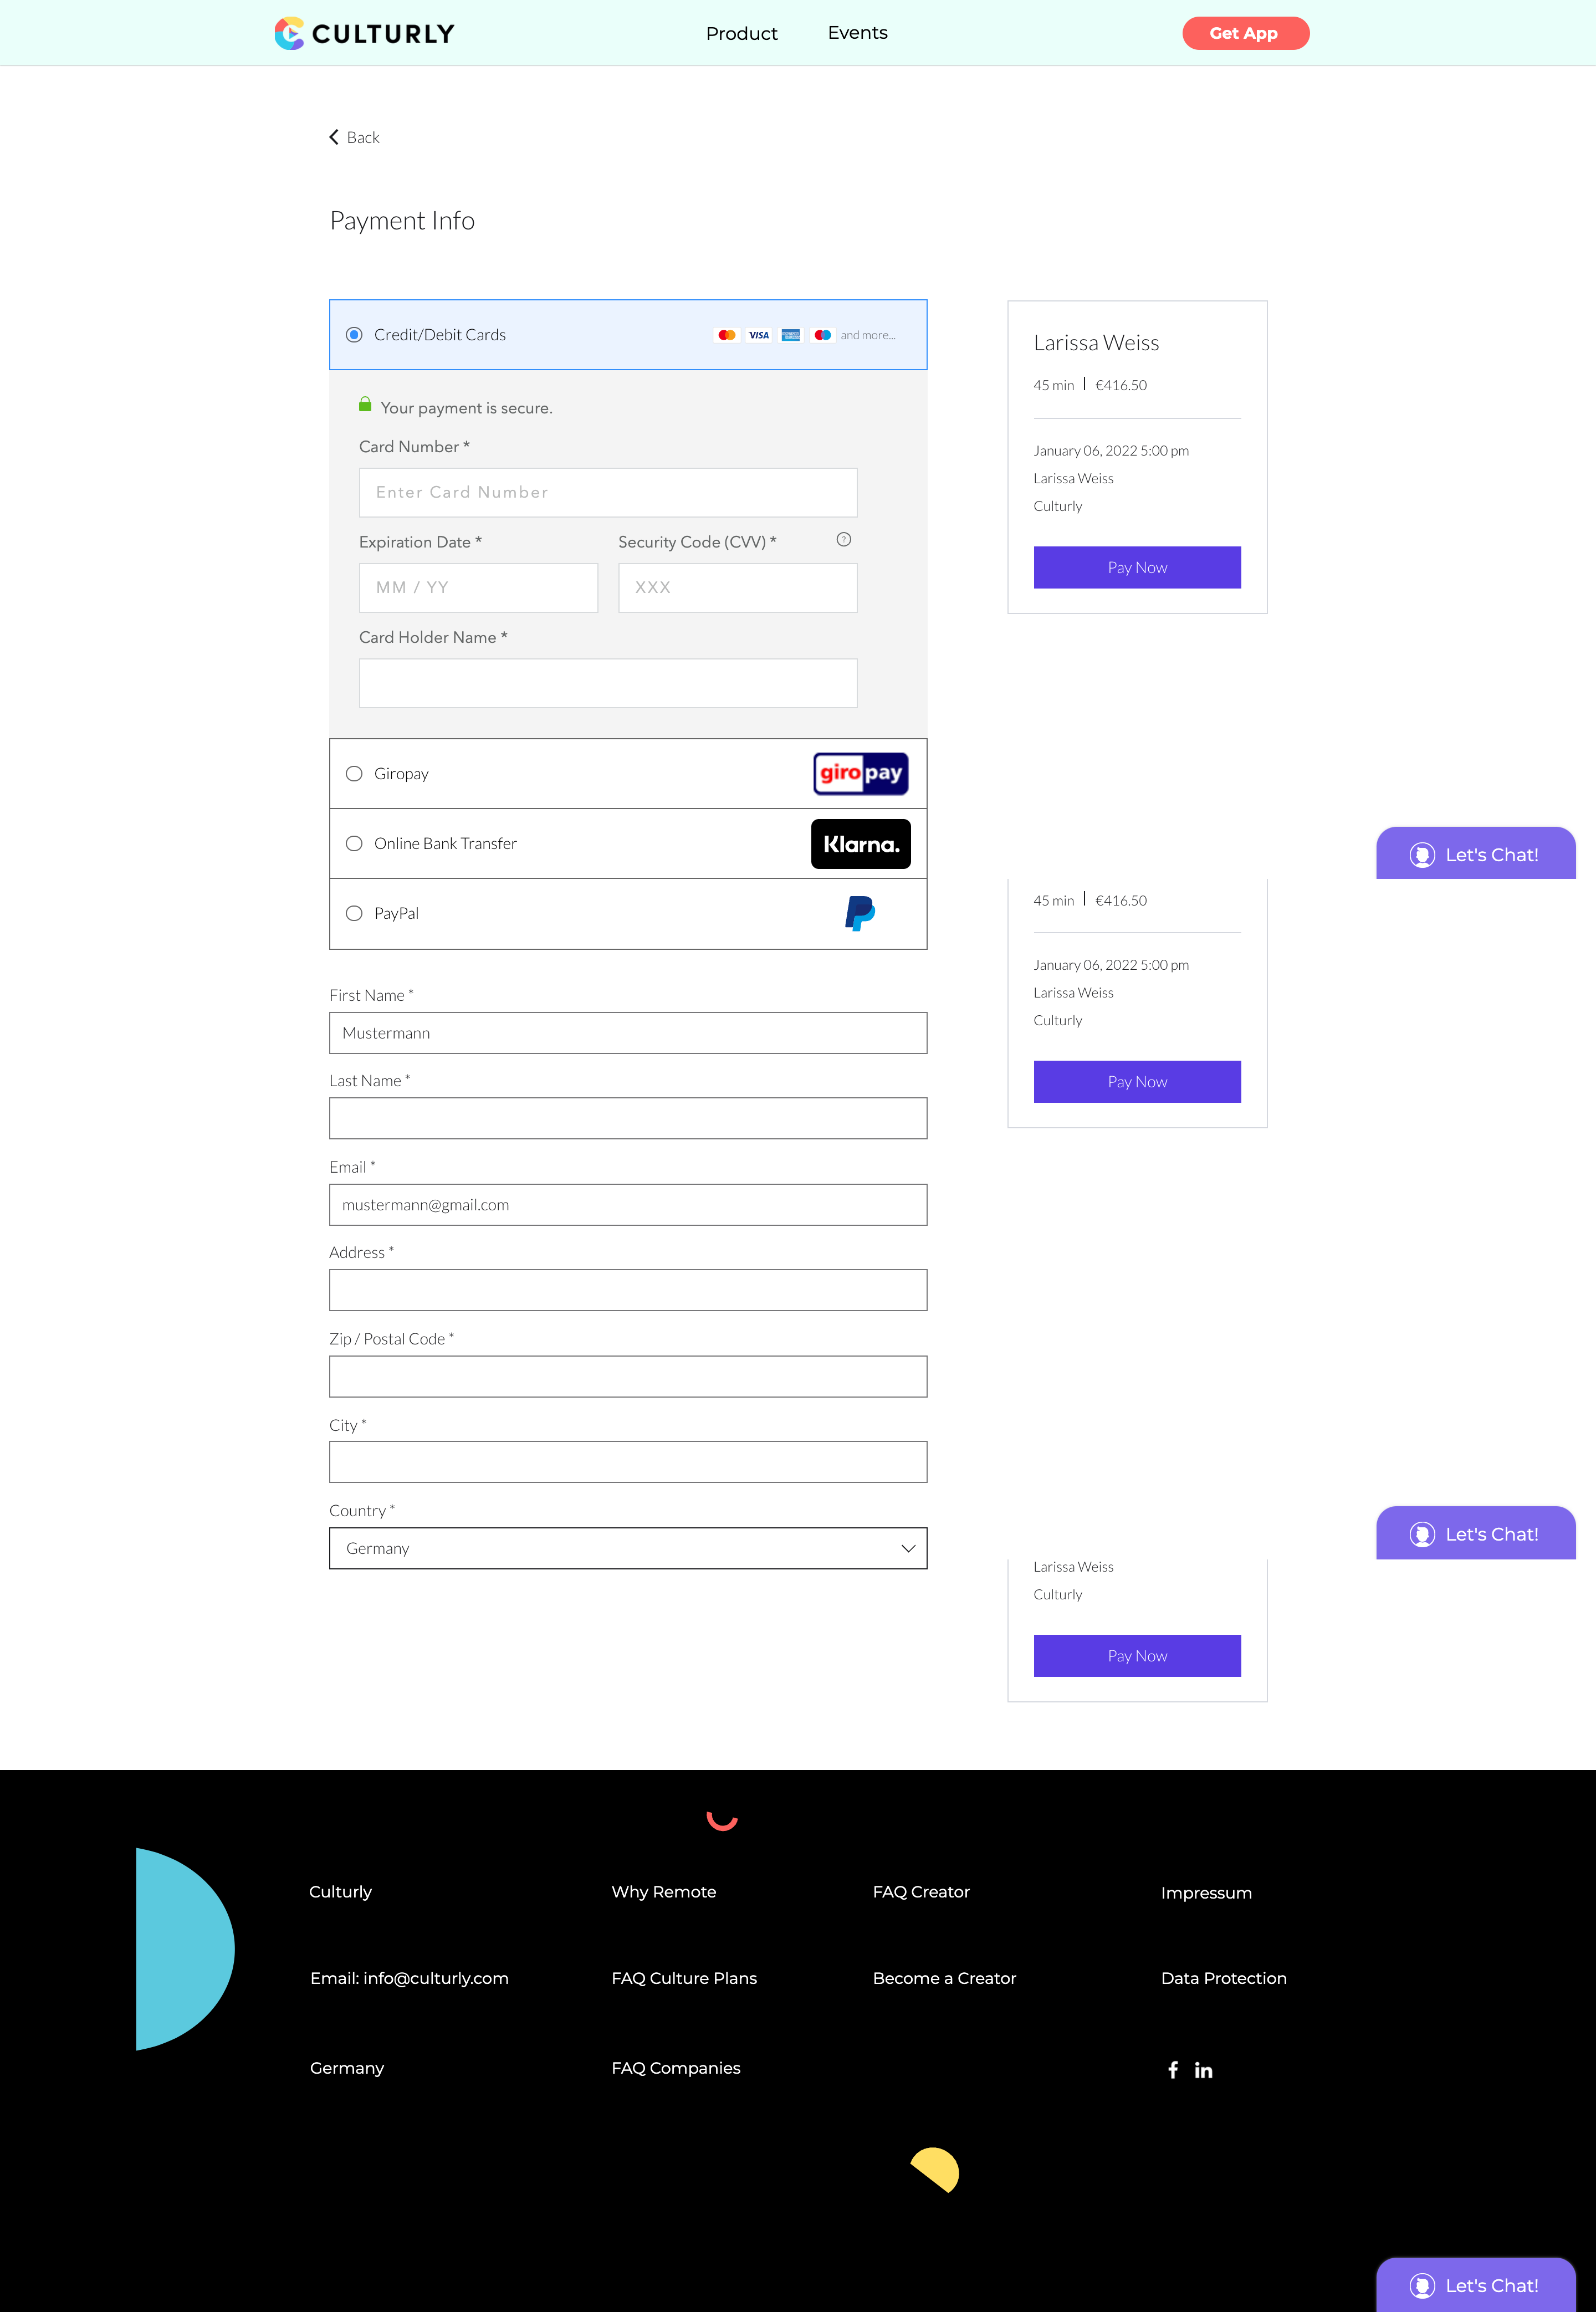 CULTURLY
Product Events
Get App
Back
Payment Info
Credit/Debit Cards VISA and more...
Your payment is secure.
Card Number *
Enter Card Number
Expiration Date * Security Code (CVV) * ?
MM / YY XXX
Card Holder Name *
Larissa Weiss
45 min €416.50
January 06, 2022 5:00 pm
Larissa Weiss
Culturly
Pay Now
Giropay giropay
Online Bank Transfer Klarna.
PayPal
Let's Chat!
45 min €416.50
January 06, 2022 5:00 pm
Larissa Weiss
Culturly
Pay Now
First Name *
Mustermann
Last Name *
Email *
mustermann@gmail.com
Address *
Zip / Postal Code *
City *
Country *
Germany
Let's Chat!
Larissa Weiss
Culturly
Pay Now
Culturly Why Remote FAQ Creator Impressum
Email: info@culturly.com FAQ Culture Plans Become a Creator Data Protection
Germany FAQ Companies f in
Let's Chat!